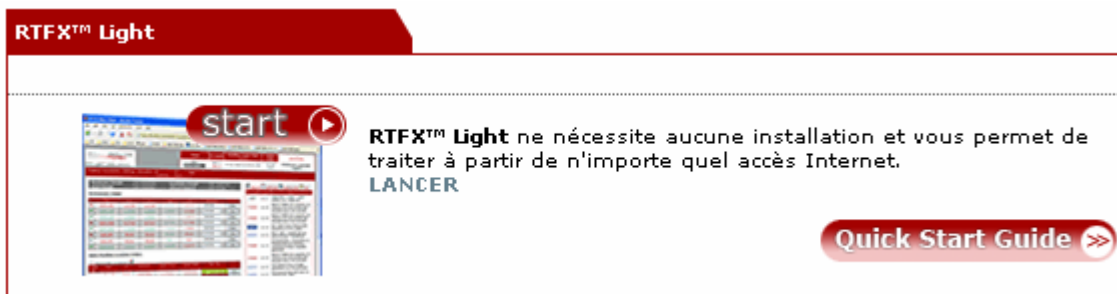 RTFX™ Light
start
RTFX™ Light ne nécessite aucune installation et vous permet de
traiter à partir de n'importe quel accès Internet.
LANCER
Quick Start Guide